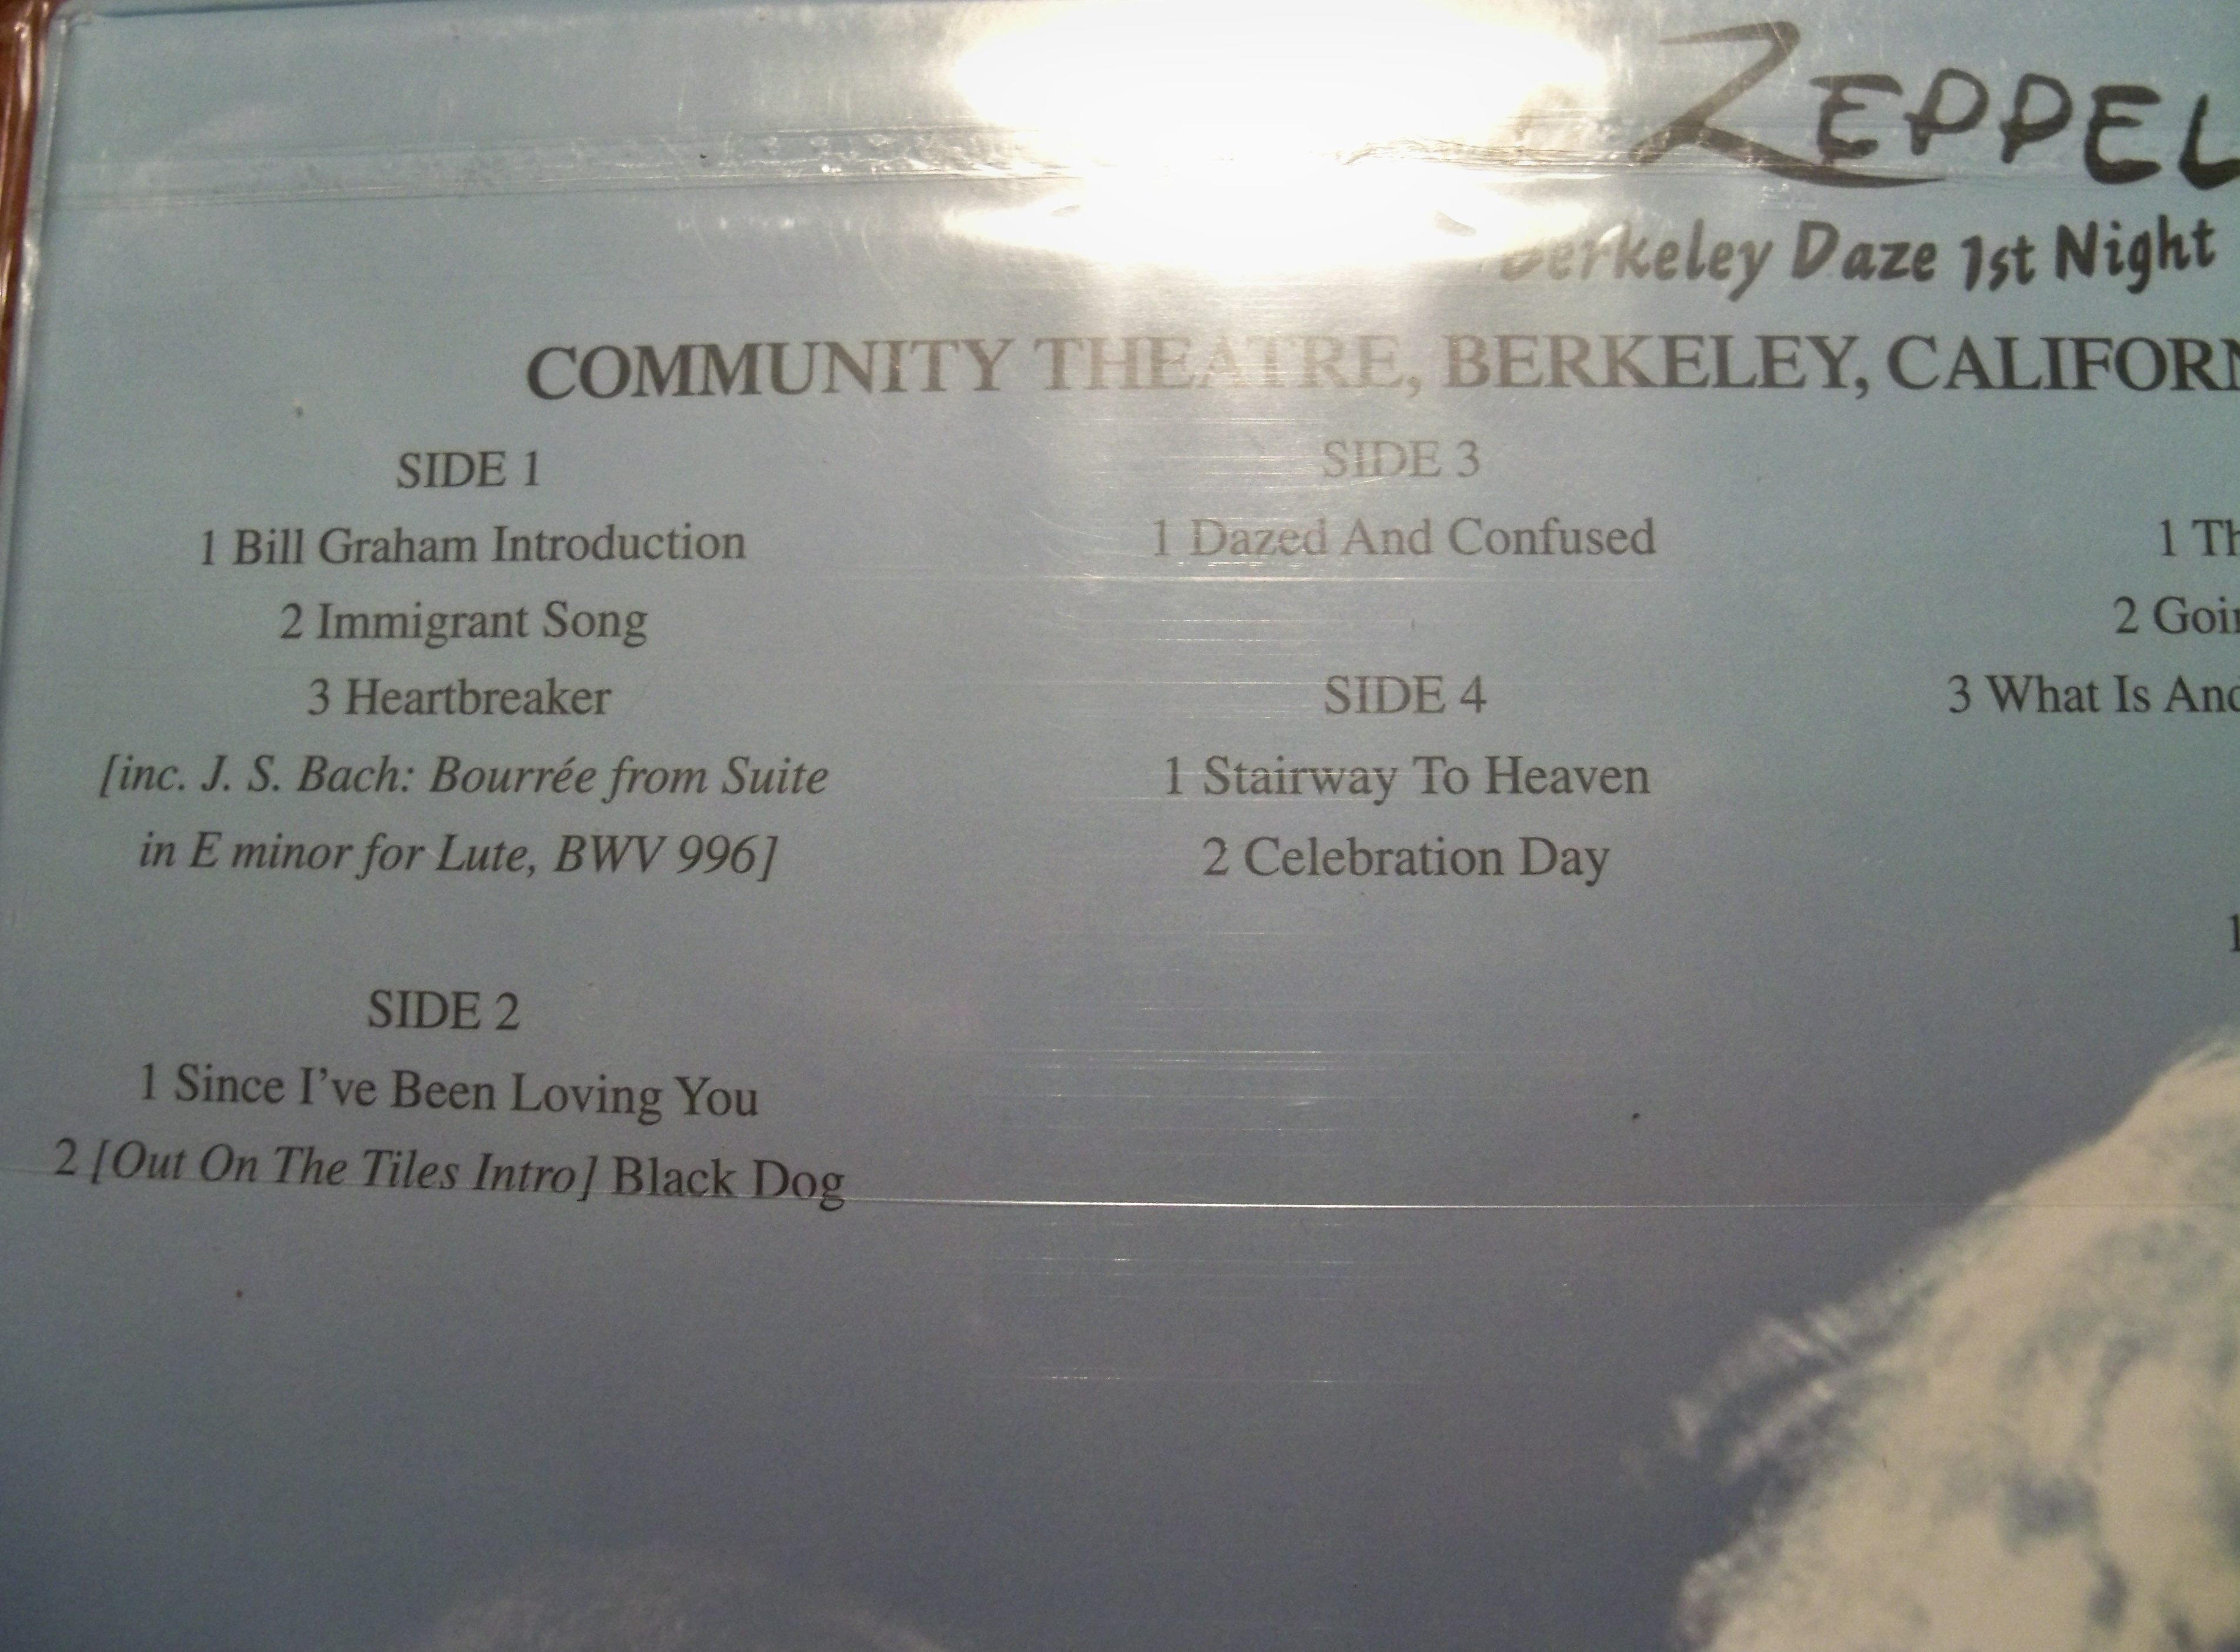 ZEPPEL
Berkeley Daze 1st Night
COMMUNITY THEATRE, BERKELEY, CALIFORN
SIDE 1
1 Bill Graham Introduction
2 Immigrant Song
3 Heartbreaker
[inc. J. S. Bach: Bourrée from Suite
in E minor for Lute, BWV 996]
SIDE 2
1 Since I’ve Been Loving You
2 [Out On The Tiles Intro] Black Dog
SIDE 3
1 Dazed And Confused
SIDE 4
1 Stairway To Heaven
2 Celebration Day
1 Th
2 Goin
3 What Is And
1